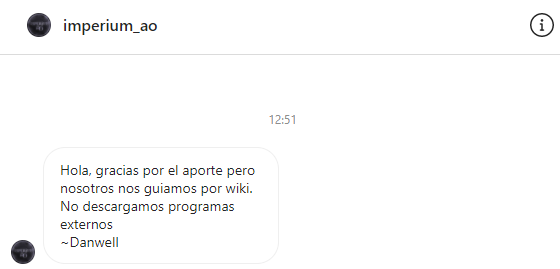 imperium_ao
12:51
Hola, gracias por el aporte pero
nosotros nos guiamos por wiki.
No descargamos programas
externos
~Danwell